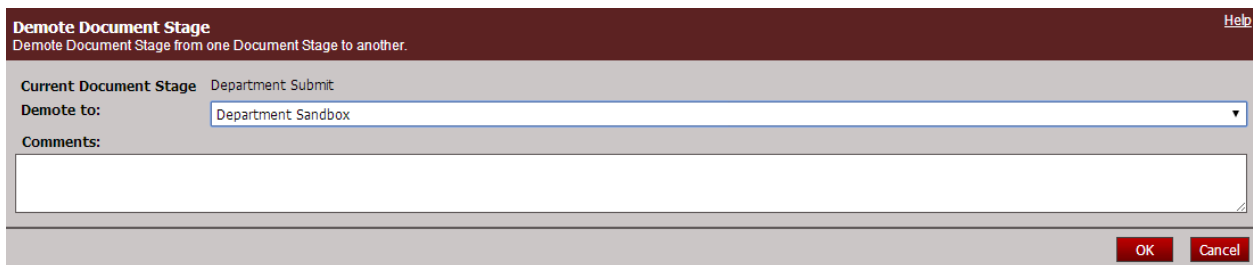 Demote Document Stage
Help
Demote Document Stage from one Document Stage to another.
Current Document Stage Department Submit
Demote to: Department Sandbox
Comments:
OK Cancel